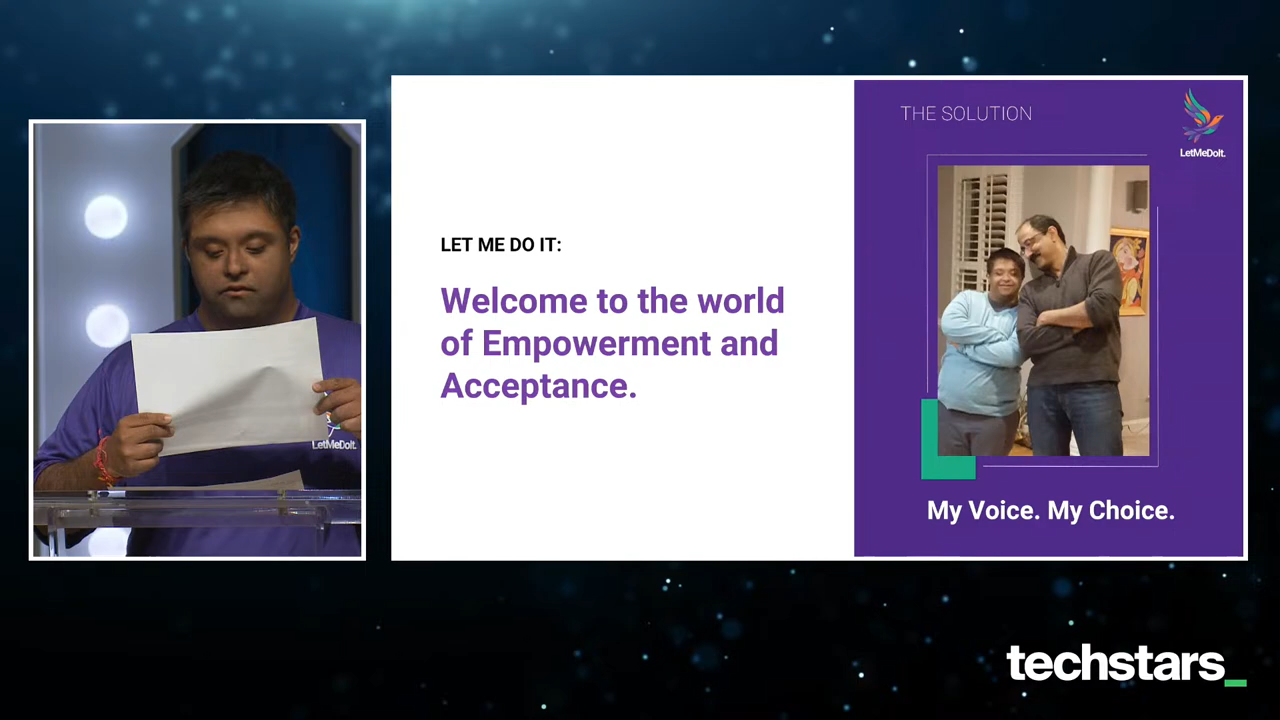 THE SOLUTION
LetMeDoIt.
LET ME DO IT:
Welcome to the world
of Empowerment and
Acceptance.
LetMeDoIt.
My Voice. My Choice.
techstars_